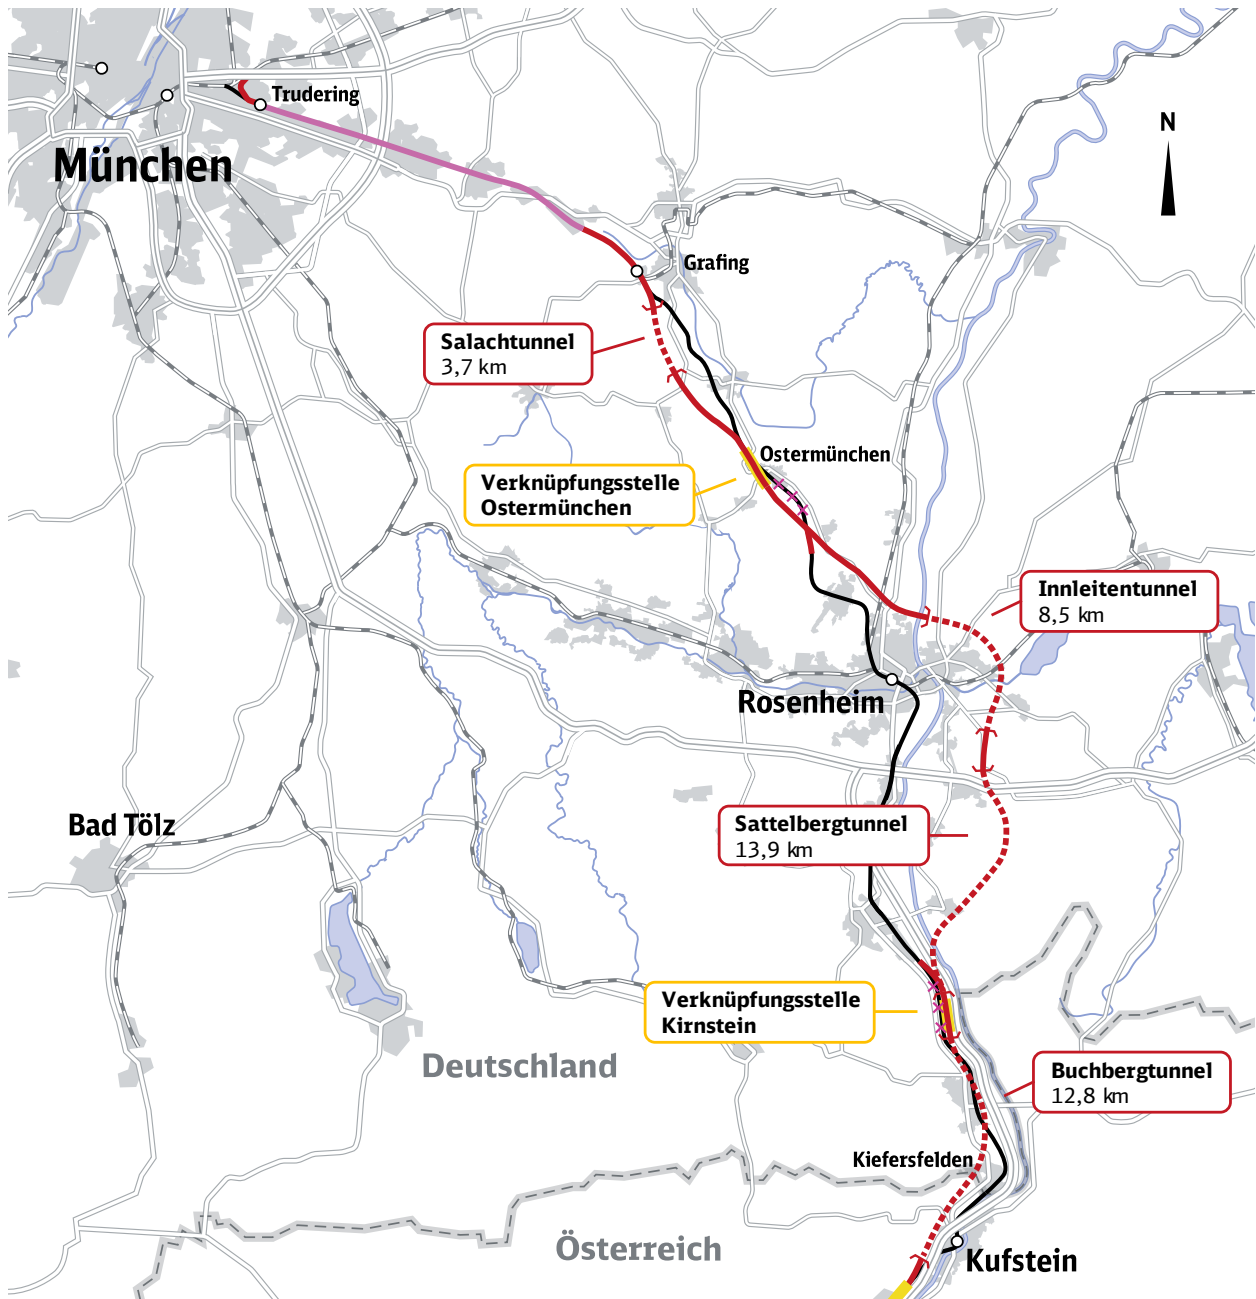 Trudering
N
München
Grafing
Salachtunnel
3,7 km
Ostermünchen
Verknüpfungsstelle
Ostermünchen
Innleitentunnel
8,5 km
Rosenheim
Bad Tölz
Sattelbergtunnel
13,9 km
Verknüpfungsstelle
Kirnstein
Deutschland
Buchbergtunnel
12,8 km
Kiefersfelden
Österreich
Kufstein